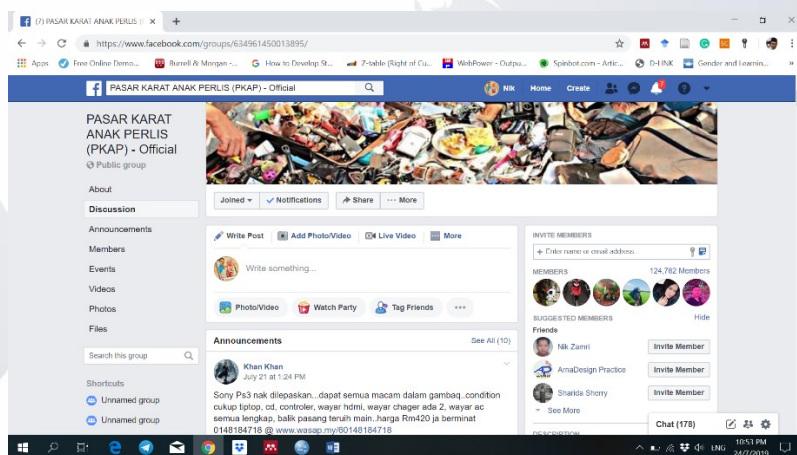 (7) PASAR KARAT ANAK PERLIS
https://www.facebook.com/groups/634961450013895/
Apps Free Online Demo... Burrell & Morgan -... How to Develop St... Z-table (Right of Cu... WebPower - Outpu... Spinbot.com - Artic... D-LINK Gender and Learnin...
PASAR KARAT ANAK PERLIS (PKAP) - Official
Nik Home Create
PASAR KARAT
ANAK PERLIS
(PKAP) - Official
Public group
About
Discussion
Announcements
Members
Events
Videos
Photos
Files
Search this group
Shortcuts
Unnamed group
Unnamed group
Joined Notifications Share More
Write Post Add Photo/Video Live Video More
Write something...
Photo/Video Watch Party Tag Friends
Announcements See All (10)
Khan Khan
July 21 at 1:24 PM
Sony Ps3 nak dilepaskan...dapat semua macam dalam gambaq..condition
cukup tiptop, cd, controler, wayar hdmi, wayar chager ada 2, wayar ac
semua lengkap, balik pasang teruih main..harga Rm420 ja berminat
0148184718 @ www.wasap.my/60148184718
INVITE MEMBERS
+ Enter name or email address...
MEMBERS 124,782 Members
SUGGESTED MEMBERS Hide
Friends
Nik Zamri Invite Member
ArnaDesign Practice Invite Member
Sharida Sherry Invite Member
See More
DESCRIPTION
Chat (178)
ENG
10:53 PM
24/7/2019